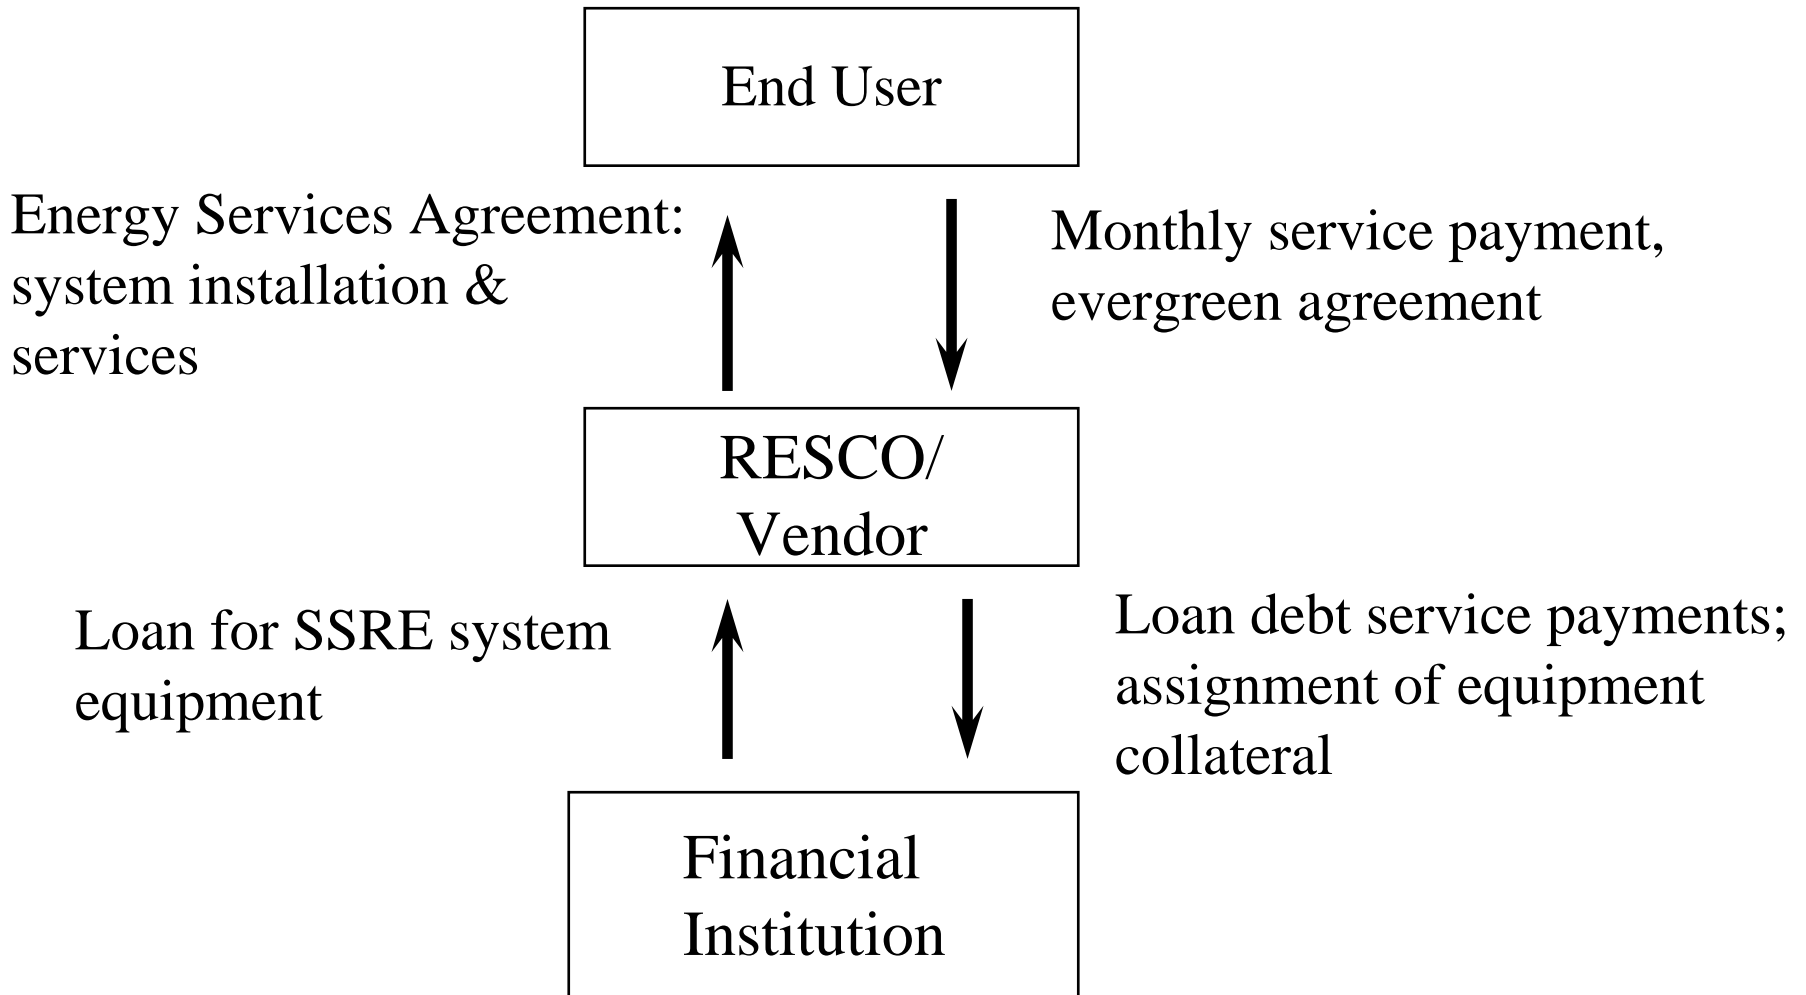 End User
Energy Services Agreement:
system installation &
services
Monthly service payment,
evergreen agreement
RESCO/
Vendor
Loan for SSRE system
equipment
Loan debt service payments;
assignment of equipment
collateral
Financial
Institution